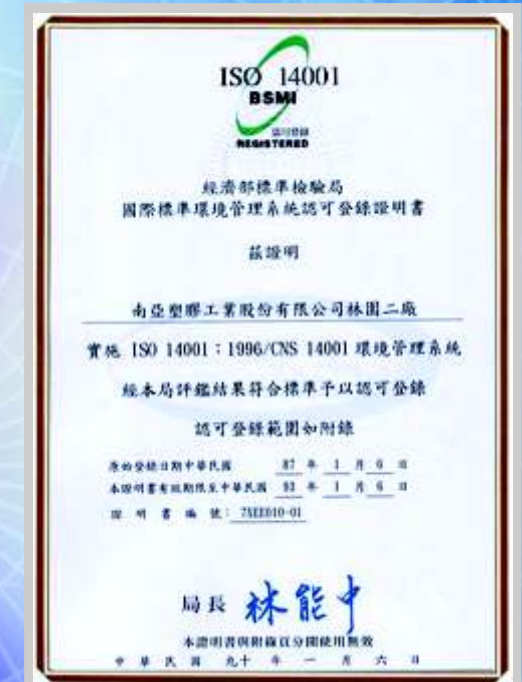 ISO 14001
BSMI
認可登錄
REGISTERED
經濟部標準檢驗局
國際標準環境管理系統認可登錄證明書
茲證明
南亞塑膠工業股份有限公司林園二廠
實施 ISO 14001：1996/CNS 14001 環境管理系統
經本局評鑑結果符合標準予以認可登錄
認可登錄範圍如附錄
原始登錄日期中華民國 87 年 1 月 6 日
本證明書有效期限至中華民國 93 年 1 月 6 日
證明書編號：7XEE010-01
局長 林能中
本證明書與附錄頁分開使用無效
中華民國 九十 年 一 月 六 日